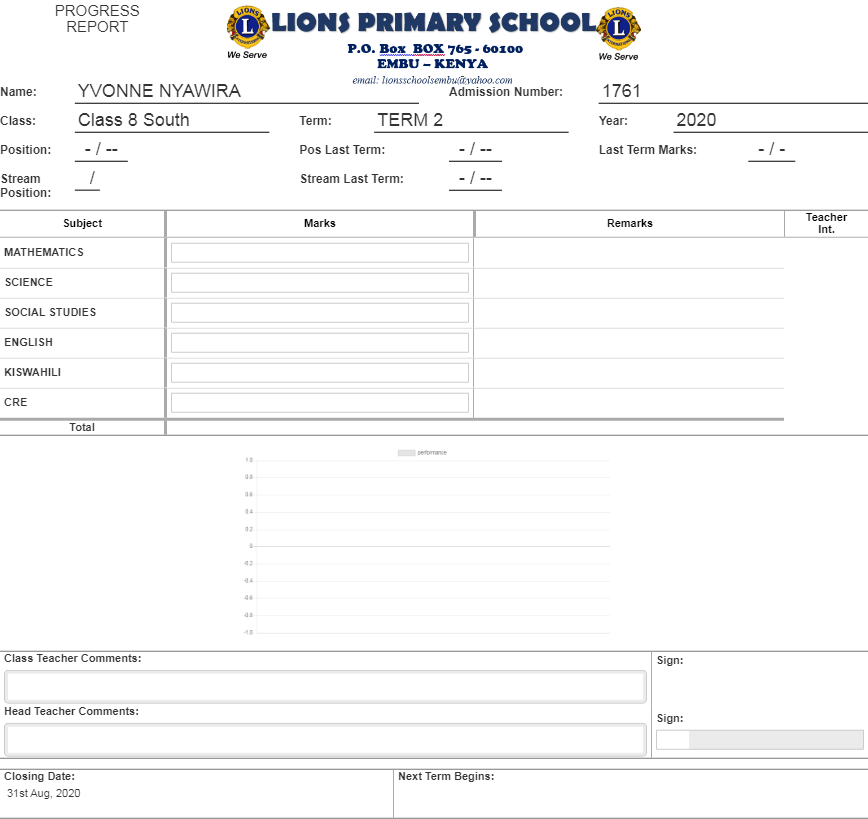 PROGRESS
REPORT
LIONS
L
INTERNATIONAL
We Serve
LIONS PRIMARY SCHOOL
P.O. Box BOX 765 - 60100
EMBU – KENYA
email: lionsschoolsembu@yahoo.com
LIONS
L
INTERNATIONAL
We Serve
Name: YVONNE NYAWIRA Admission Number: 1761
Class: Class 8 South Term: TERM 2 Year: 2020
Position: - / -- Pos Last Term: - / -- Last Term Marks: - / -
Stream Position: / Stream Last Term: - / --
Subject Marks Remarks Teacher Int.
MATHEMATICS
SCIENCE
SOCIAL STUDIES
ENGLISH
KISWAHILI
CRE
Total
performance
1.0
0.8
0.6
0.4
0.2
0
-0.2
-0.4
-0.6
-0.8
-1.0
Class Teacher Comments: Sign:
Head Teacher Comments: Sign:
Closing Date: Next Term Begins:
31st Aug, 2020